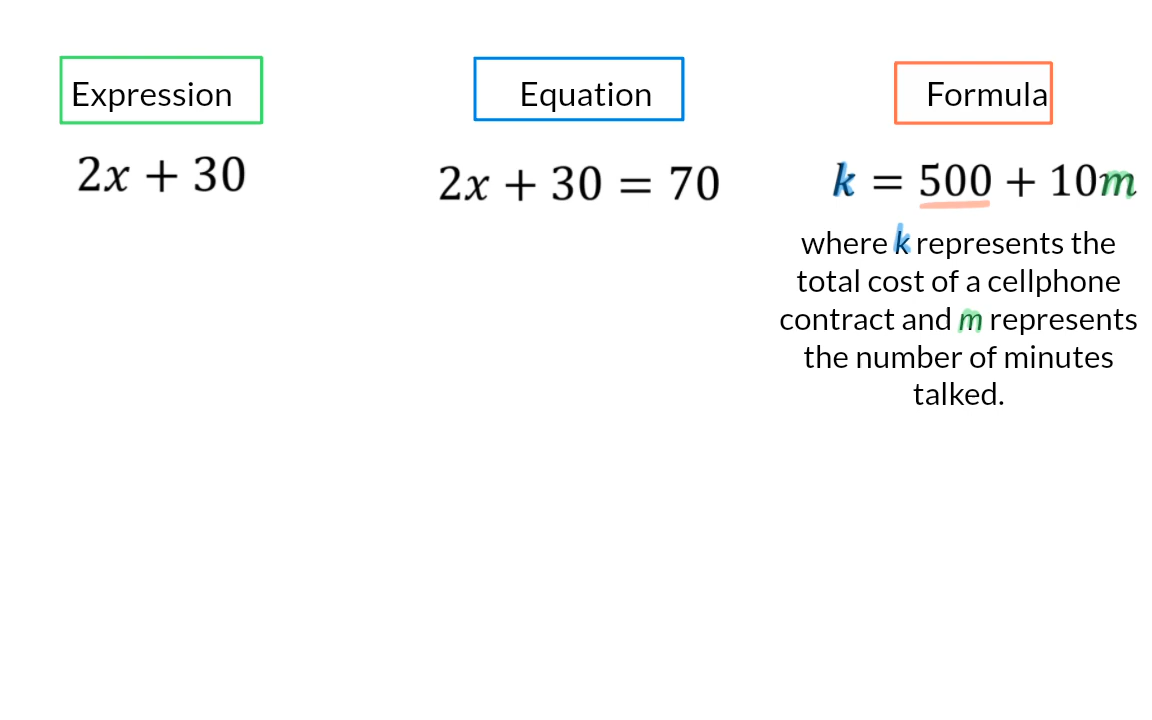 Expression
2x + 30
Equation
2x + 30 = 70
Formula
k = 500 + 10m
where k represents the
total cost of a cellphone
contract and m represents
the number of minutes
talked.